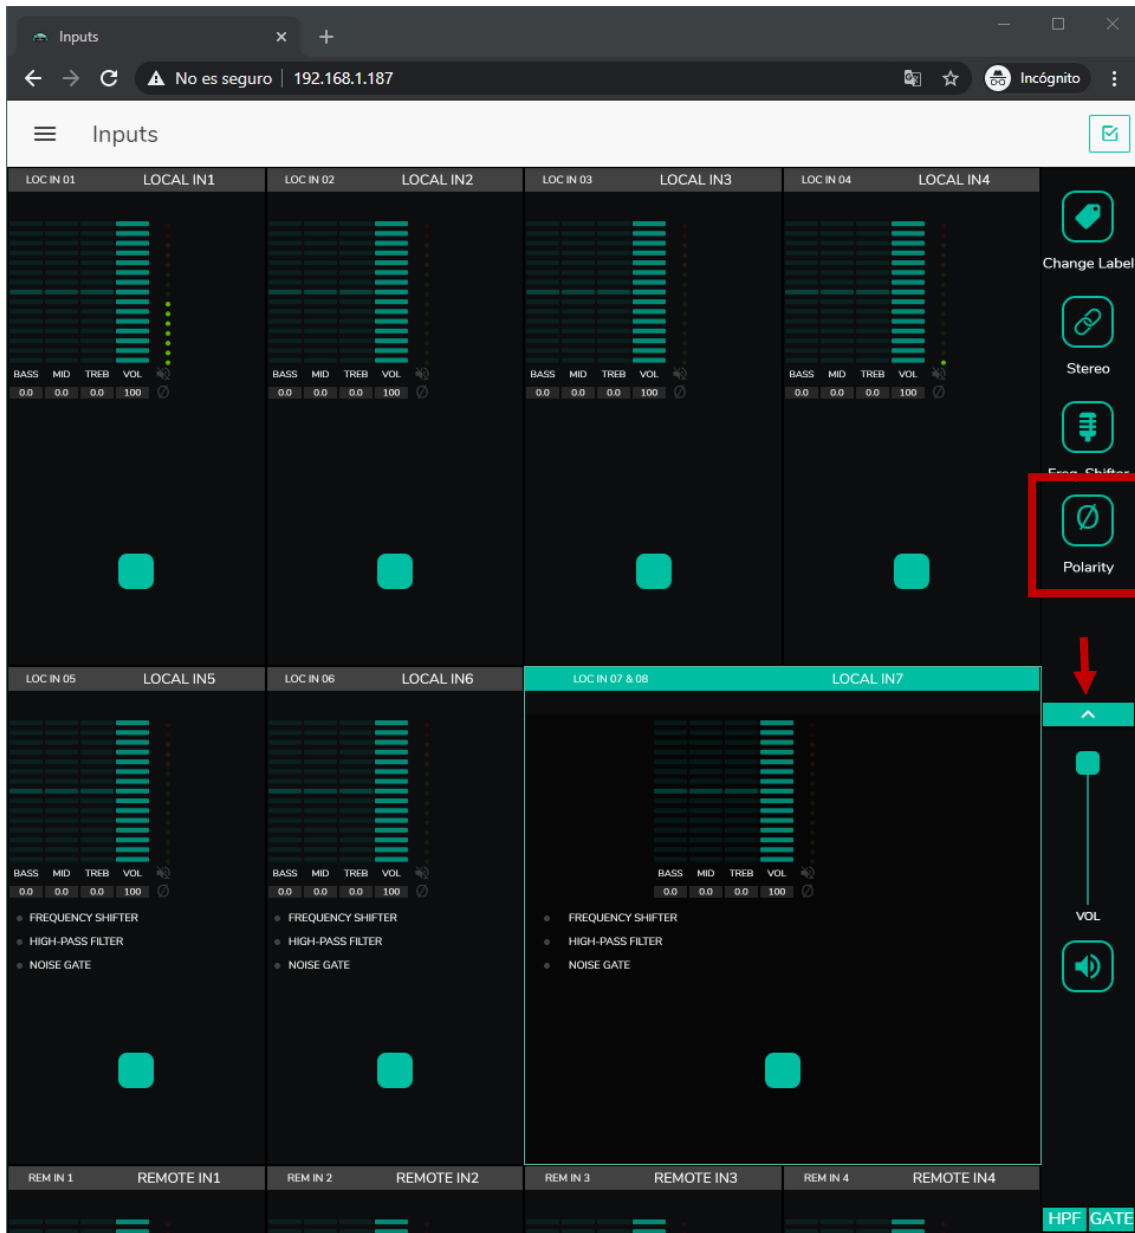 Inputs
No es seguro | 192.168.1.187
Incógnito
Inputs
LOC IN 01 LOCAL IN1 LOC IN 02 LOCAL IN2 LOC IN 03 LOCAL IN3 LOC IN 04 LOCAL IN4
Change Label
Stereo
BASS MID TREB VOL BASS MID TREB VOL BASS MID TREB VOL BASS MID TREB VOL
0.0 0.0 0.0 100 Ø 0.0 0.0 0.0 100 Ø 0.0 0.0 0.0 100 Ø 0.0 0.0 0.0 100 Ø
Freq. Shifter
Ø
Polarity
LOC IN 05 LOCAL IN5 LOC IN 06 LOCAL IN6 LOC IN 07 & 08 LOCAL IN7
BASS MID TREB VOL BASS MID TREB VOL BASS MID TREB VOL
0.0 0.0 0.0 100 Ø 0.0 0.0 0.0 100 Ø 0.0 0.0 0.0 100 Ø
FREQUENCY SHIFTER FREQUENCY SHIFTER FREQUENCY SHIFTER
VOL
HIGH-PASS FILTER HIGH-PASS FILTER HIGH-PASS FILTER
NOISE GATE NOISE GATE NOISE GATE
REM IN 1 REMOTE IN1 REM IN 2 REMOTE IN2 REM IN 3 REMOTE IN3 REM IN 4 REMOTE IN4
HPF GATE